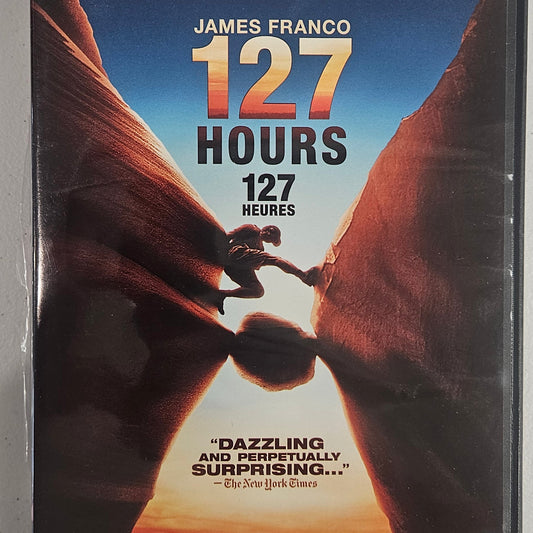 JAMES FRANCO
127
HOURS
127
HEURES
“DAZZLING
AND PERPETUALLY
SURPRISING...”
—The New York Times